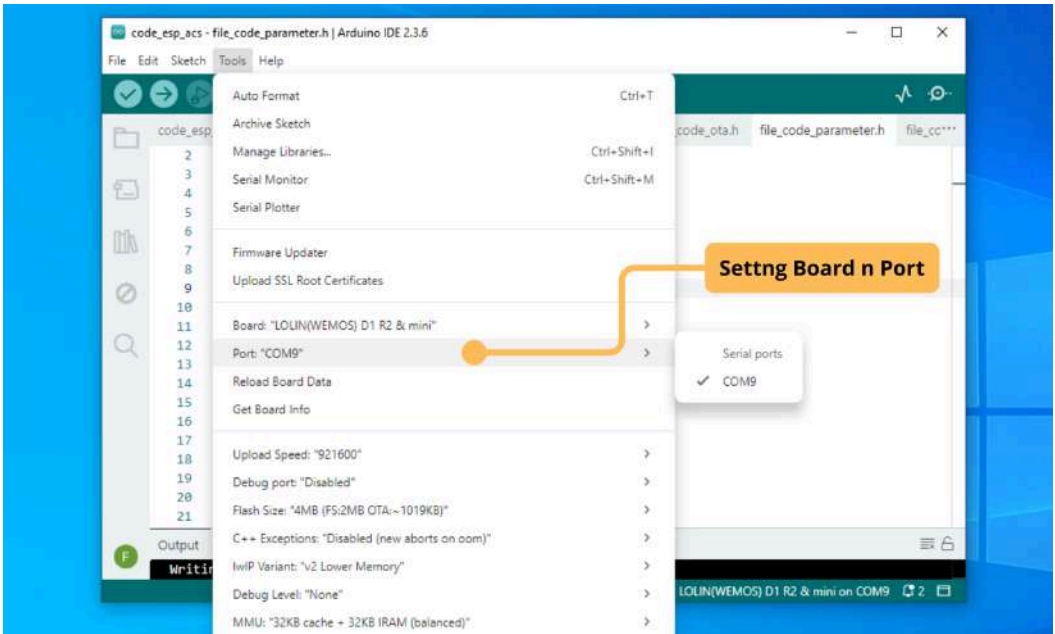 code_esp_acs - file_code_parameter.h | Arduino IDE 2.3.6
File Edit Sketch Tools Help
Auto Format Ctrl+T
Archive Sketch
Manage Libraries... Ctrl+Shift+I
Serial Monitor Ctrl+Shift+M
Serial Plotter
Firmware Updater
Upload SSL Root Certificates
Board: "LOLIN(WEMOS) D1 R2 & mini"
Port: "COM9"
Reload Board Data
Get Board Info
Upload Speed: "921600"
Debug port: "Disabled"
Flash Size: "4MB (FS:2MB OTA:~1019KB)"
C++ Exceptions: "Disabled (new aborts on oom)"
IwIP Variant: "v2 Lower Memory"
Debug Level: "None"
MMU: "32KB cache + 32KB IRAM (balanced)"
code_esp
_code_ota.h file_code_parameter.h file_cc
2
3
4
5
6
7
8
9
10
11
12
13
14
15
16
17
18
19
20
21
Settng Board n Port
Serial ports
COM9
F
Output
Writin
LOLIN(WEMOS) D1 R2 & mini on COM9 2